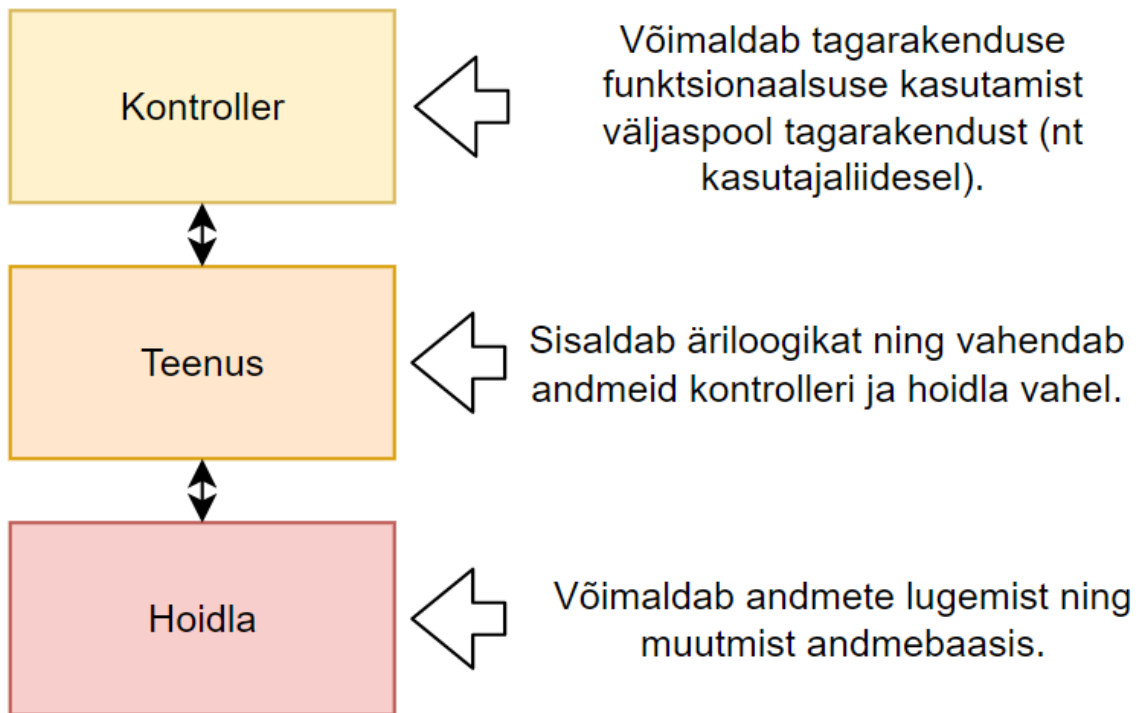 Kontroller
Võimaldab tagarakenduse
funktsionaalsuse kasutamist
väljaspool tagarakendust (nt
kasutajaliidesel).
Teenus
Sisaldab äriloogikat ning vahendab
andmeid kontrolleri ja hoidla vahel.
Hoidla
Võimaldab andmete lugemist ning
muutmist andmebaasis.